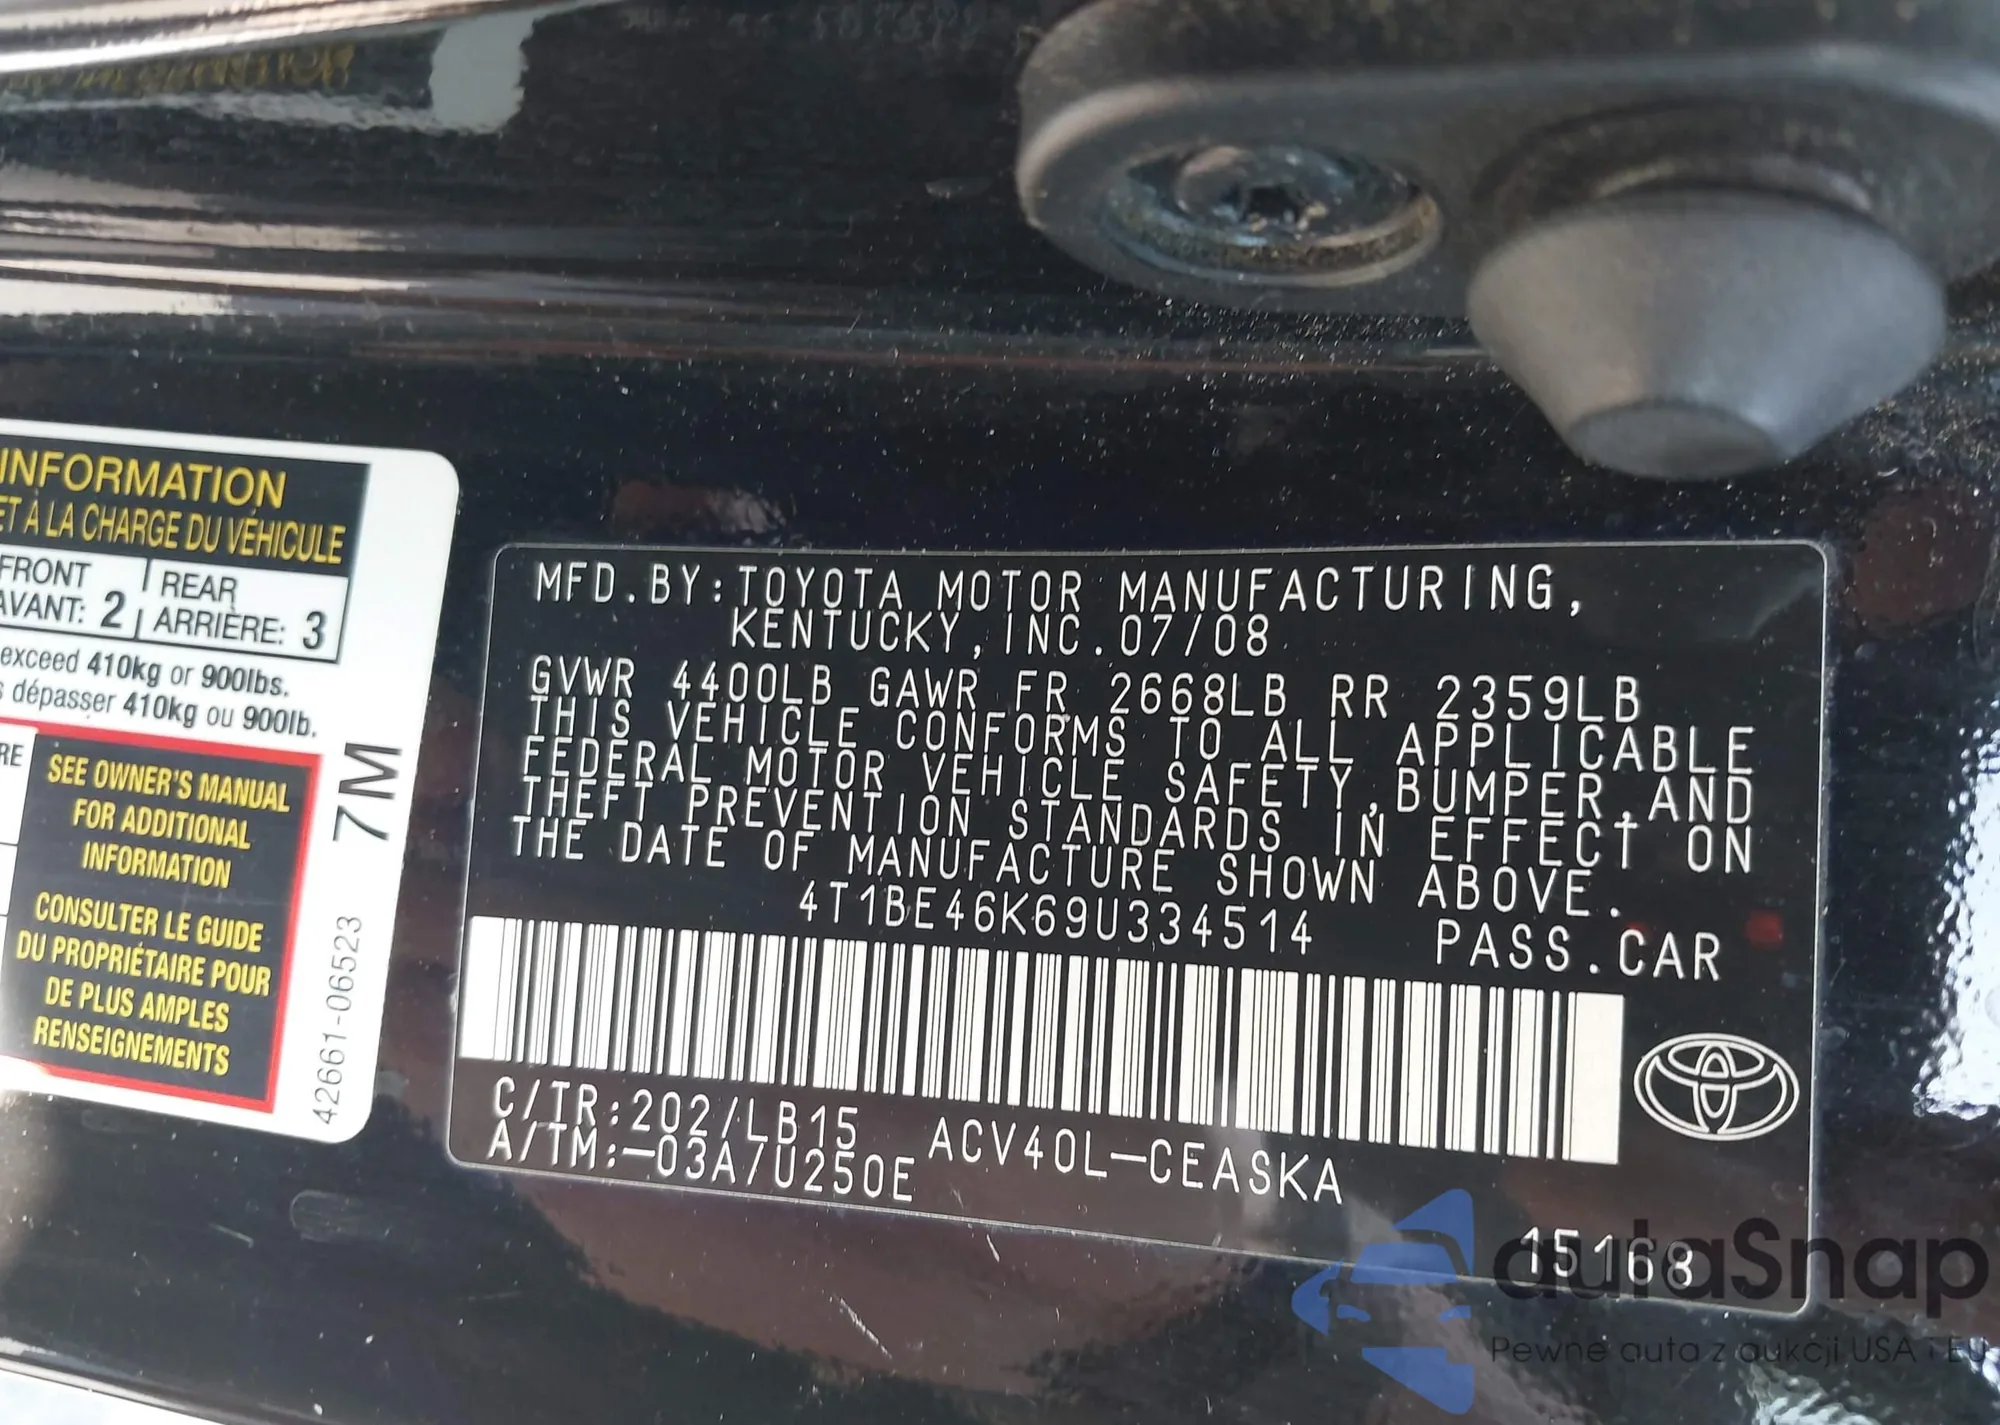 INFORMATION
ET À LA CHARGE DU VÉHICULE
FRONT
AVANT: 2
REAR
ARRIÈRE: 3
exceed 410kg or 900lbs.
dépasser 410kg ou 900lb.
RE
SEE OWNER'S MANUAL
FOR ADDITIONAL
INFORMATION
CONSULTER LE GUIDE
DU PROPRIÉTAIRE POUR
DE PLUS AMPLES
RENSEIGNEMENTS
7M
42661-06523
MFD.BY:TOYOTA MOTOR MANUFACTURING,
KENTUCKY,INC.07/08
GVWR 4400LB GAWR FR 2668LB RR 2359LB
THIS VEHICLE CONFORMS TO ALL APPLICABLE
FEDERAL MOTOR VEHICLE SAFETY,BUMPER,AND
THEFT PREVENTION STANDARDS IN EFFECT ON
THE DATE OF MANUFACTURE SHOWN ABOVE.
4T1BE46K69U334514 PASS.CAR
C/TR:202/LB15 ACV40L-CEASKA
A/TM:-03A/U250E
15168
autaSnap
Pewne auta z aukcji USA i EU